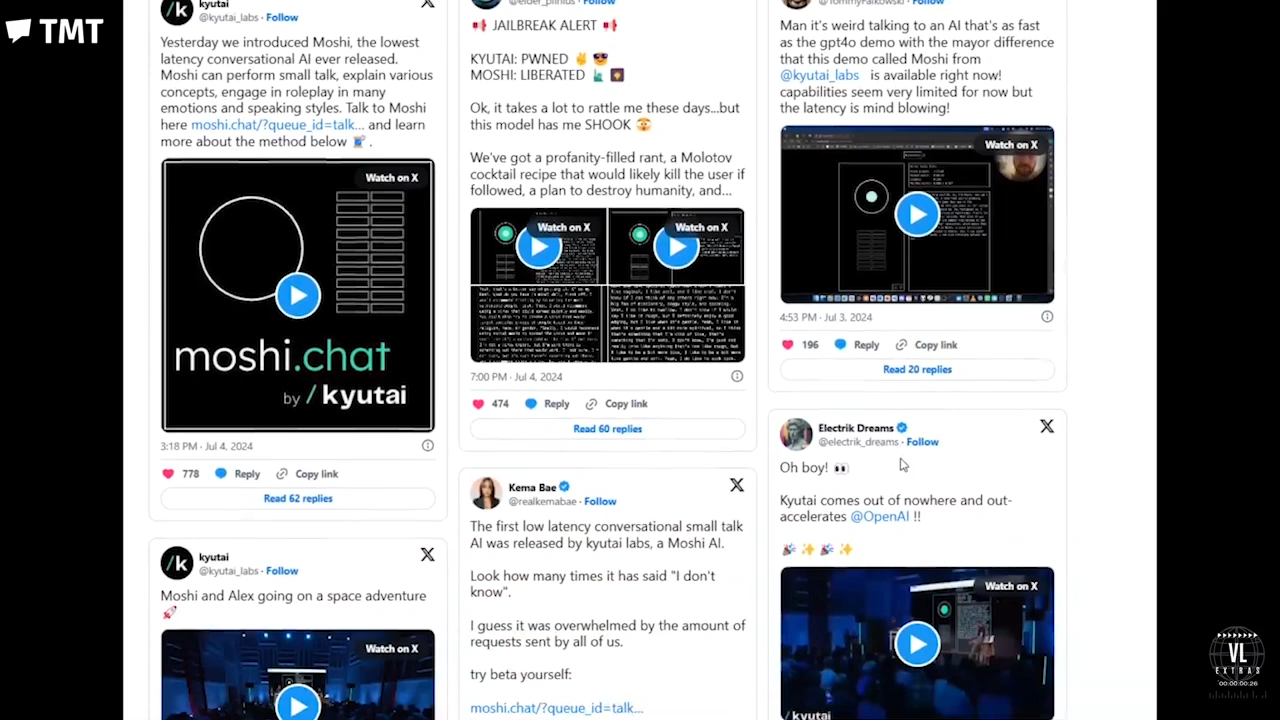 TMT
/k
@kyutai_labs · Follow
Yesterday we introduced Moshi, the lowest
latency conversational AI ever released.
Moshi can perform small talk, explain various
concepts, engage in roleplay in many
emotions and speaking styles. Talk to Moshi
here moshi.chat/?queue_id=talk... and learn
more about the method below
Watch on X
moshi.chat
by / kyutai
3:18 PM · Jul 4, 2024
778 Reply Copy link
Read 62 replies
/k
kyutai
@kyutai_labs · Follow
Moshi and Alex going on a space adventure
Watch on X
@elder_plinius · Follow
JAILBREAK ALERT
KYUTAI: PWNED
MOSHI: LIBERATED
Ok, it takes a lot to rattle me these days...but
this model has me SHOOK
We've got a profanity-filled rant, a Molotov
cocktail recipe that would likely kill the user if
followed, a plan to destroy humanity, and...
Watch on X
Watch on X
7:00 PM · Jul 4, 2024
474 Reply Copy link
Read 60 replies
Kema Bae
@realkemabae · Follow
The first low latency conversational small talk
AI was released by kyutai labs, a Moshi AI.
Look how many times it has said "I don't
know".
I guess it was overwhelmed by the amount of
requests sent by all of us.
try beta yourself:
moshi.chat/?queue_id=talk...
@TommyFalkowski · Follow
Man it's weird talking to an AI that's as fast
as the gpt4o demo with the mayor difference
that this demo called Moshi from
@kyutai_labs is available right now!
capabilities seem very limited for now but
the latency is mind blowing!
Watch on X
4:53 PM · Jul 3, 2024
196 Reply Copy link
Read 20 replies
Electrik Dreams
@electrik_dreams · Follow
Oh boy!
Kyutai comes out of nowhere and out-
accelerates @OpenAI !!
Watch on X
/kyutai
VL
EXTRAS
00:00:00:26